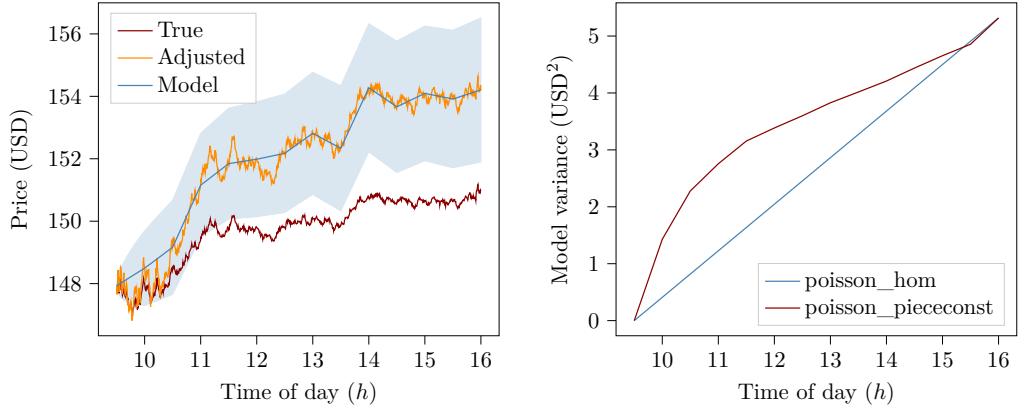 156
154
152
150
148
Price (USD)
True
Adjusted
Model
10 11 12 13 14 15 16
Time of day (h)
5
4
3
2
1
0
Model variance (USD²)
poisson_hom
poisson_piececonst
10 11 12 13 14 15 16
Time of day (h)